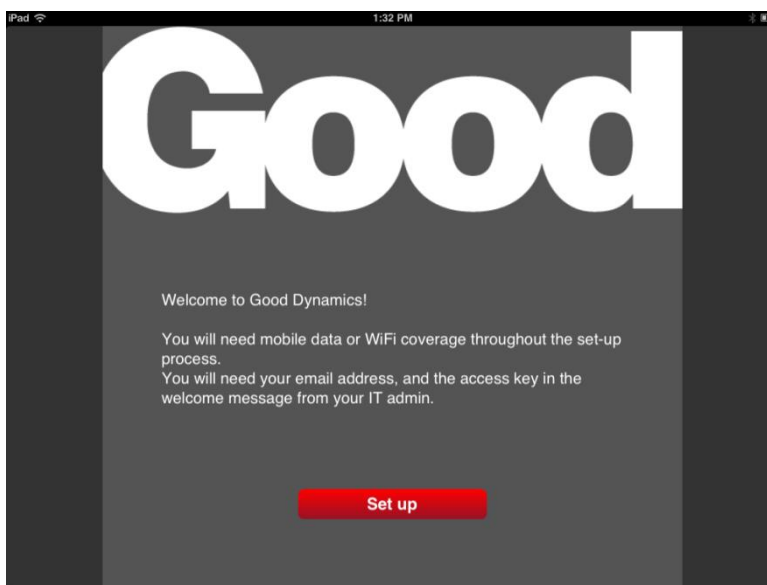 iPad
1:32 PM
Good
Welcome to Good Dynamics!
You will need mobile data or WiFi coverage throughout the set-up
process.
You will need your email address, and the access key in the
welcome message from your IT admin.
Set up